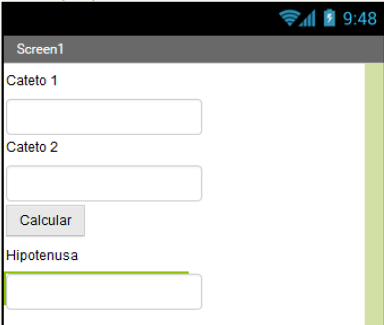 9:48
Screen1
Cateto 1
Cateto 2
Calcular
Hipotenusa